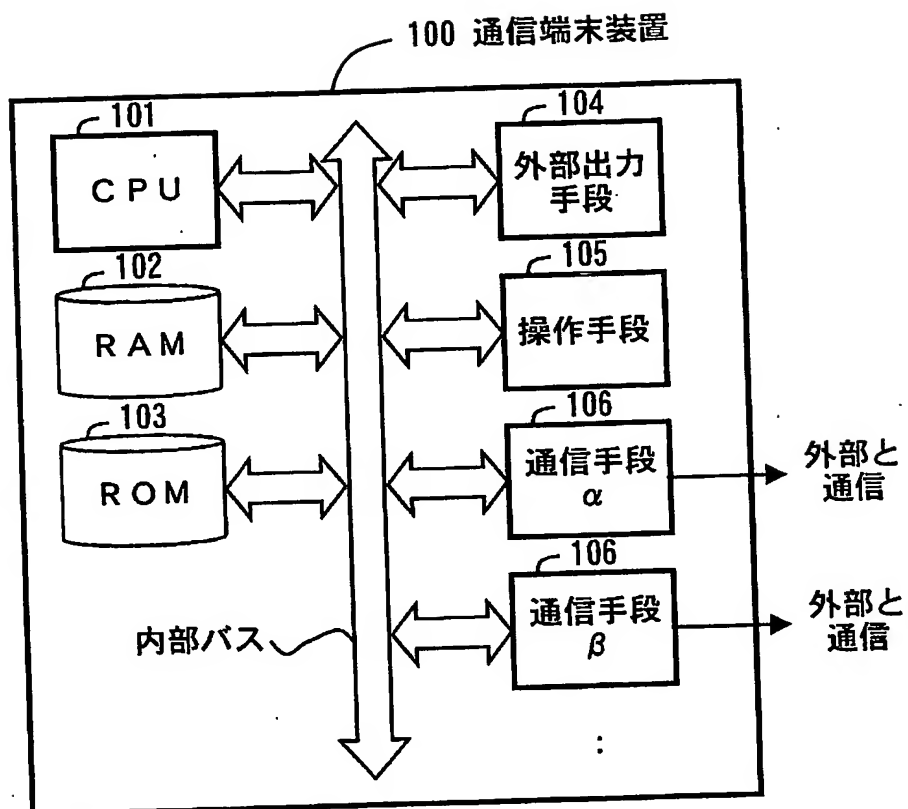 100 通信端末装置
101
CPU
102
RAM
103
ROM
内部バス
104
外部出力
手段
105
操作手段
106
通信手段
α
外部と
通信
106
通信手段
β
外部と
通信
: